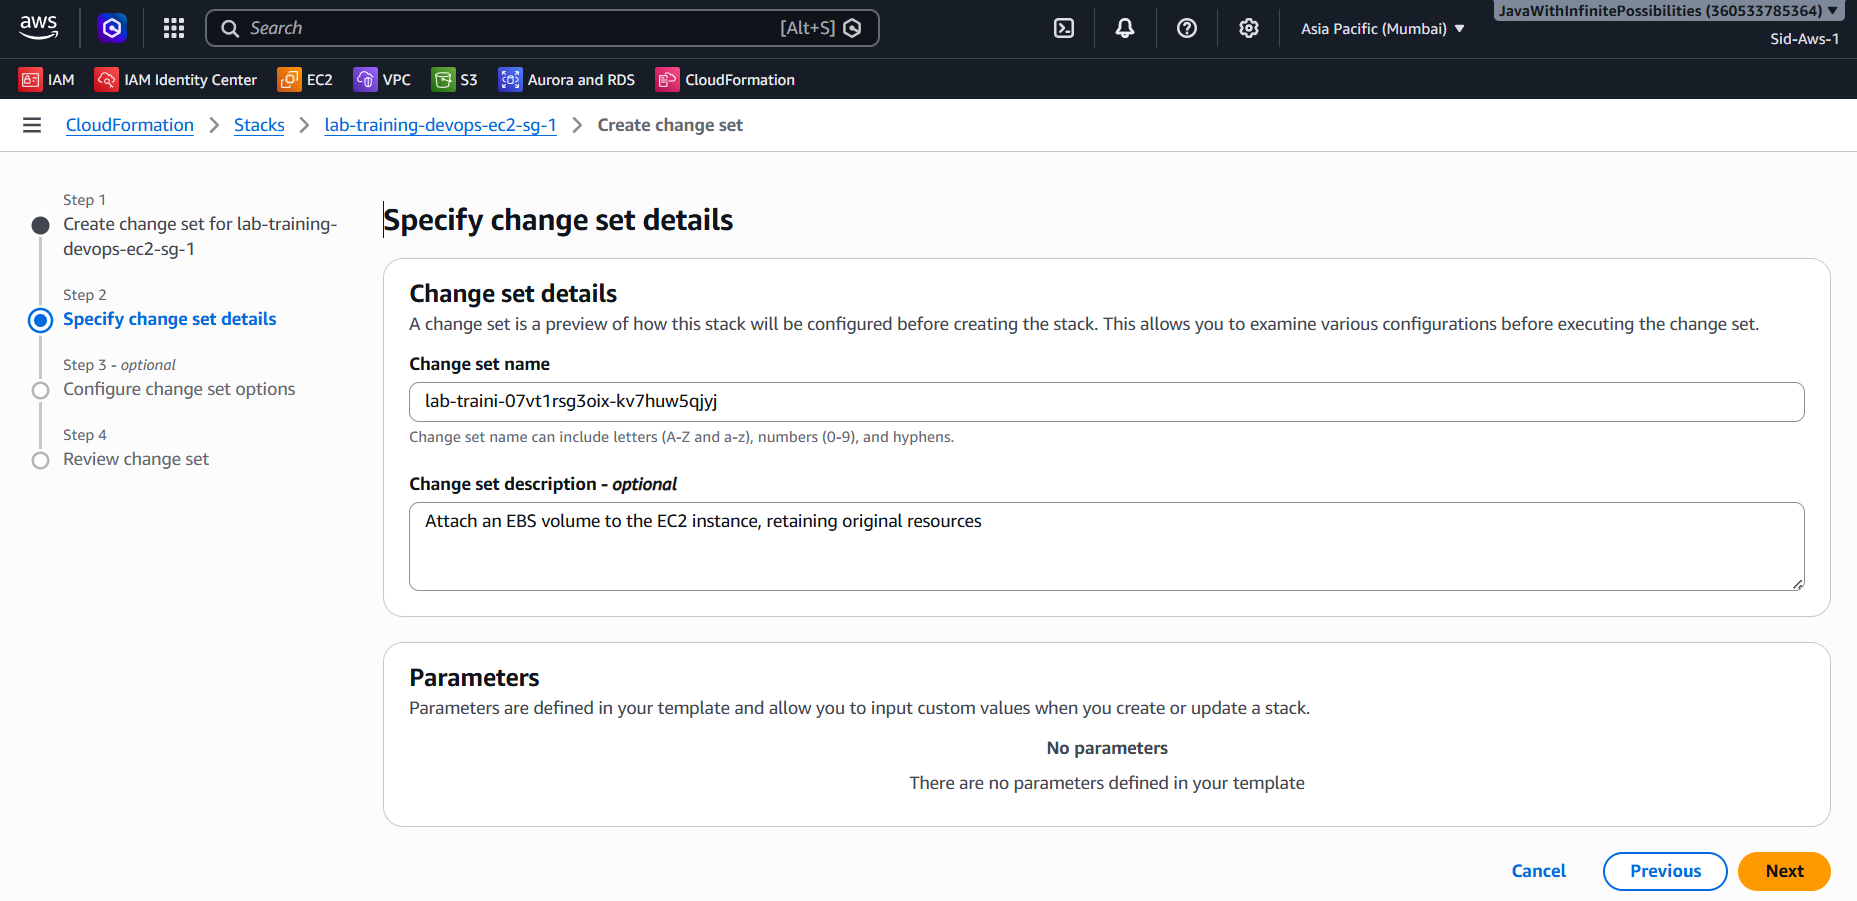 aws
Search
[Alt+S]
Asia Pacific (Mumbai)
JavaWithInfinitePossibilities (360533785364)
Sid-Aws-1
IAM
IAM Identity Center
EC2
VPC
S3
Aurora and RDS
CloudFormation
CloudFormation
Stacks
lab-training-devops-ec2-sg-1
Create change set
Step 1
Create change set for lab-training-
devops-ec2-sg-1
Step 2
Specify change set details
Step 3 - optional
Configure change set options
Step 4
Review change set
Specify change set details
Change set details
A change set is a preview of how this stack will be configured before creating the stack. This allows you to examine various configurations before executing the change set.
Change set name
lab-traini-07vt1rsg3oix-kv7huw5qjyj
Change set name can include letters (A-Z and a-z), numbers (0-9), and hyphens.
Change set description - optional
Attach an EBS volume to the EC2 instance, retaining original resources
Parameters
Parameters are defined in your template and allow you to input custom values when you create or update a stack.
No parameters
There are no parameters defined in your template
Cancel
Previous
Next